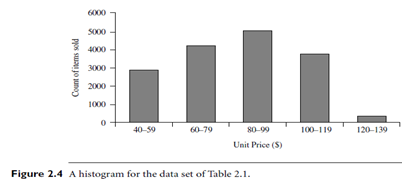 6000
5000
4000
3000
2000
1000
0
Count of items sold
40–59 60–79 80–99 100–119 120–139
Unit Price ($)
Figure 2.4 A histogram for the data set of Table 2.1.